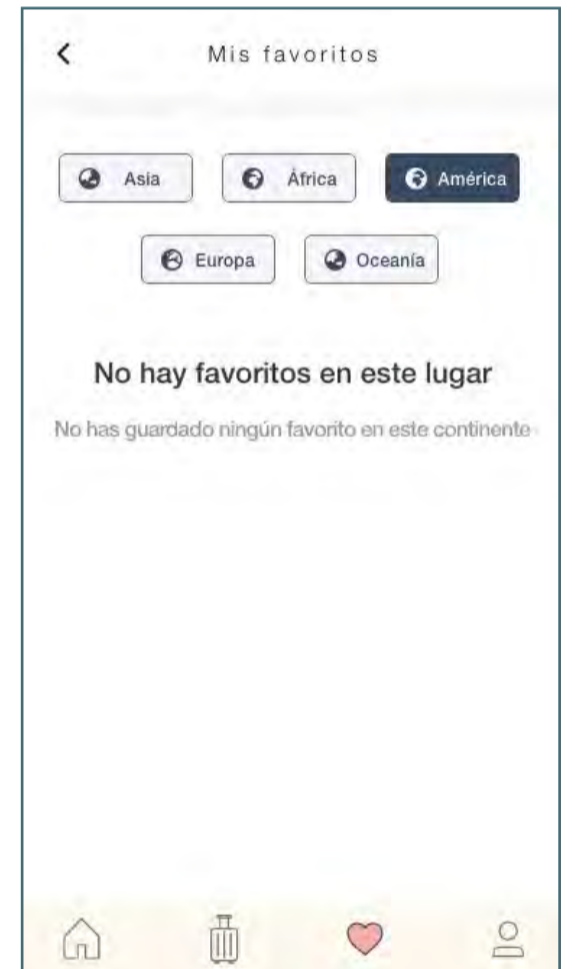 Mis favoritos
Asia África América
Europa Oceanía
No hay favoritos en este lugar
No has guardado ningún favorito en este continente